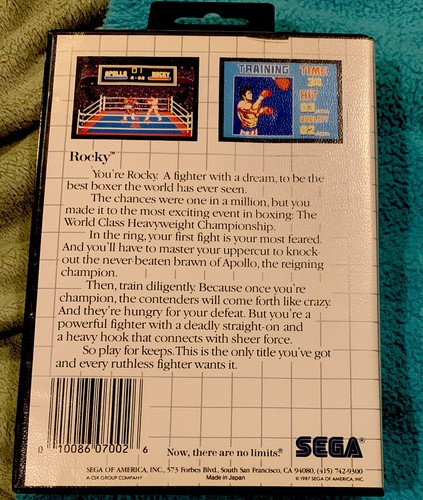 APOLLO 01 ROCKY
TRAINING TIME
HIT
Rocky™
You're Rocky. A fighter with a dream, to be the
best boxer the world has ever seen.
The chances were one in a million, but you
made it to the most exciting event in boxing: The
World Class Heavyweight Championship.
In the ring, your first fight is your most feared.
And you'll have to master your uppercut to knock-
out the never-beaten brawn of Apollo, the reigning
champion.
Then, train diligently. Because once you're
champion, the contenders will come forth like crazy.
And they're hungry for your defeat. But you're a
powerful fighter with a deadly straight-on and
a heavy hook that connects with sheer force.
So play for keeps. This is the only title you've got
and every ruthless fighter wants it.
0 10086 07002 6
Now, there are no limits.®
SEGA®
SEGA OF AMERICA, INC., 573 Forbes Blvd., South San Francisco, CA 94080, (415) 742-9300
A CSK GROUP COMPANY Made in Japan © 1987 SEGA OF AMERICA, INC.